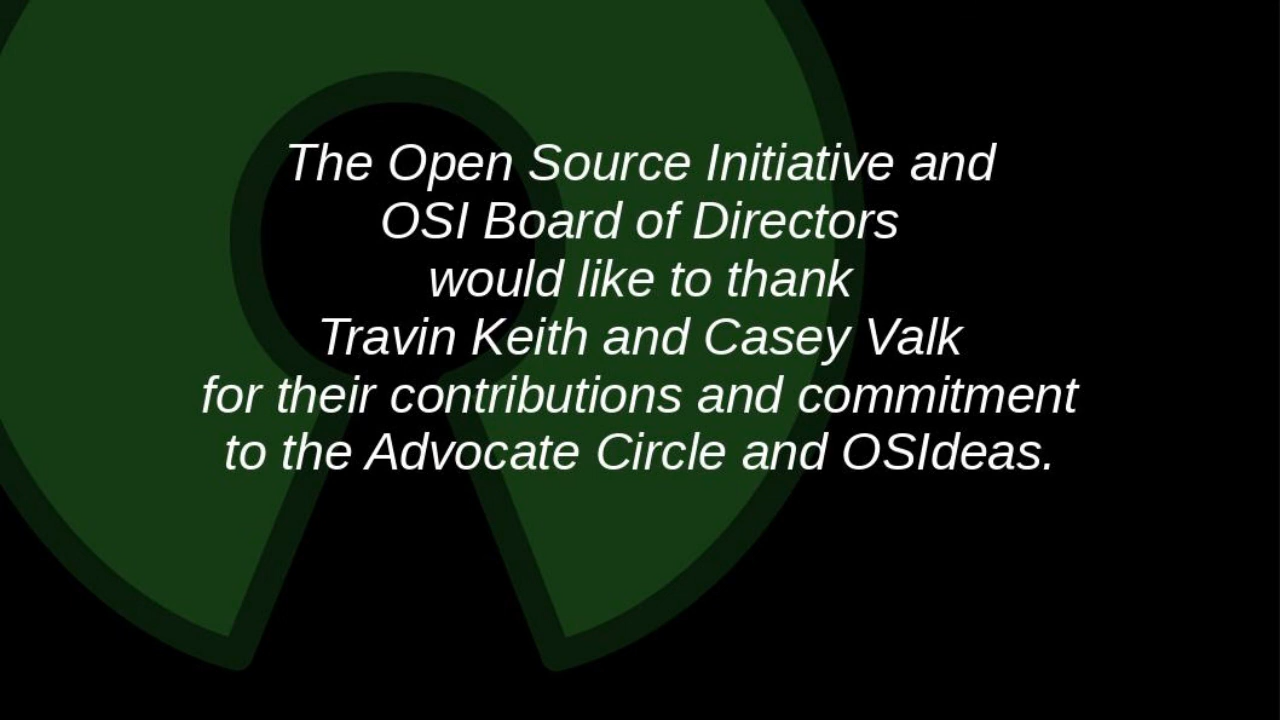 The Open Source Initiative and
OSI Board of Directors
would like to thank
Travin Keith and Casey Valk
for their contributions and commitment
to the Advocate Circle and OSIdeas.